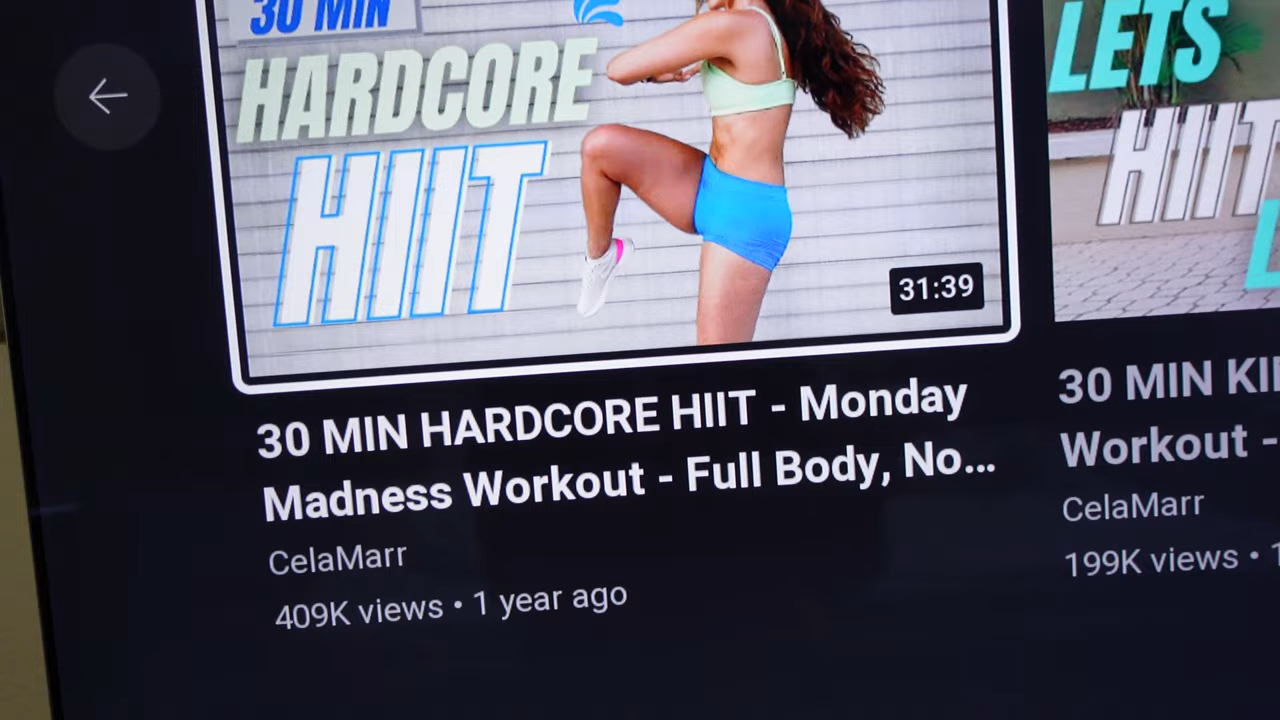 30 MIN
HARDCORE
HIIT
31:39
30 MIN HARDCORE HIIT - Monday
Madness Workout - Full Body, No...
CelaMarr
409K views • 1 year ago
LETS
HIIT
30 MIN
Workout -
CelaMarr
199K views •